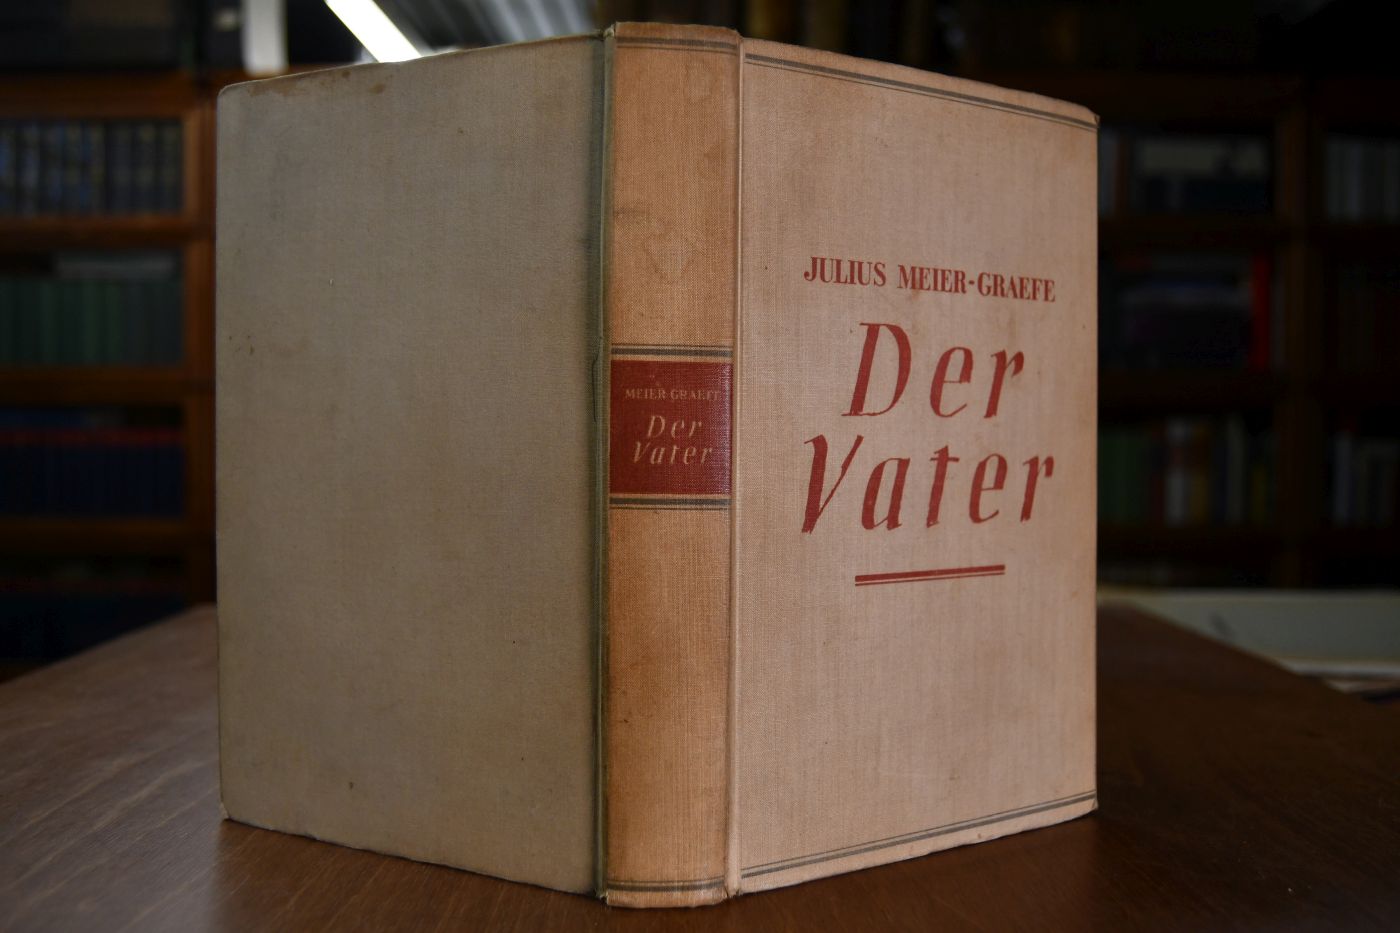 MEIER-GRAEFE
Der
Vater
JULIUS MEIER-GRAEFE
Der
Vater